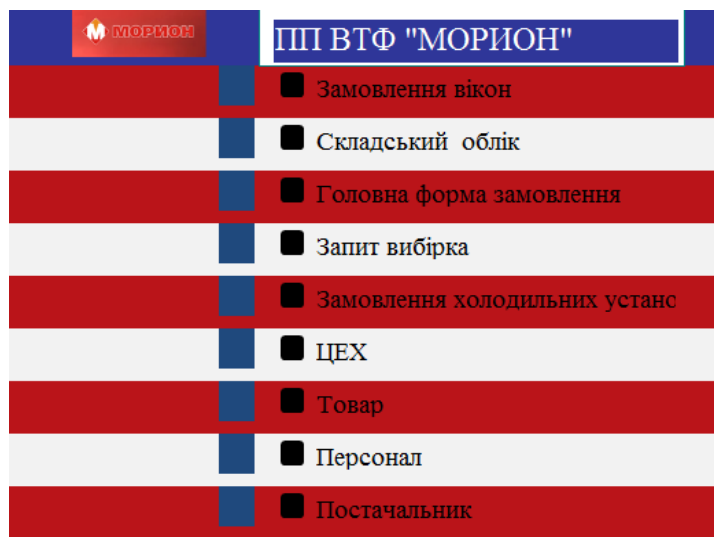 МОРИОН
ПП ВТФ "МОРИОН"
Замовлення вікон
Складський облік
Головна форма замовлення
Запит вибірка
Замовлення холодильних устано
ЦЕХ
Товар
Персонал
Постачальник